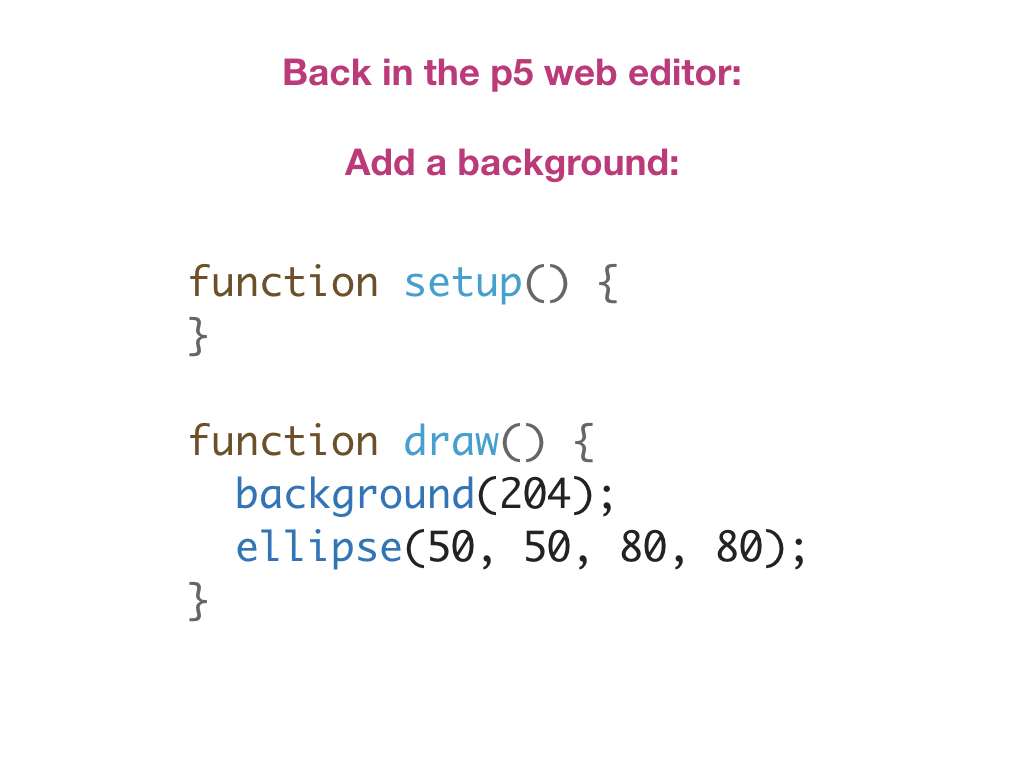 Back in the p5 web editor:
Add a background:
function setup() {
}
function draw() {
  background(204);
  ellipse(50, 50, 80, 80);
}